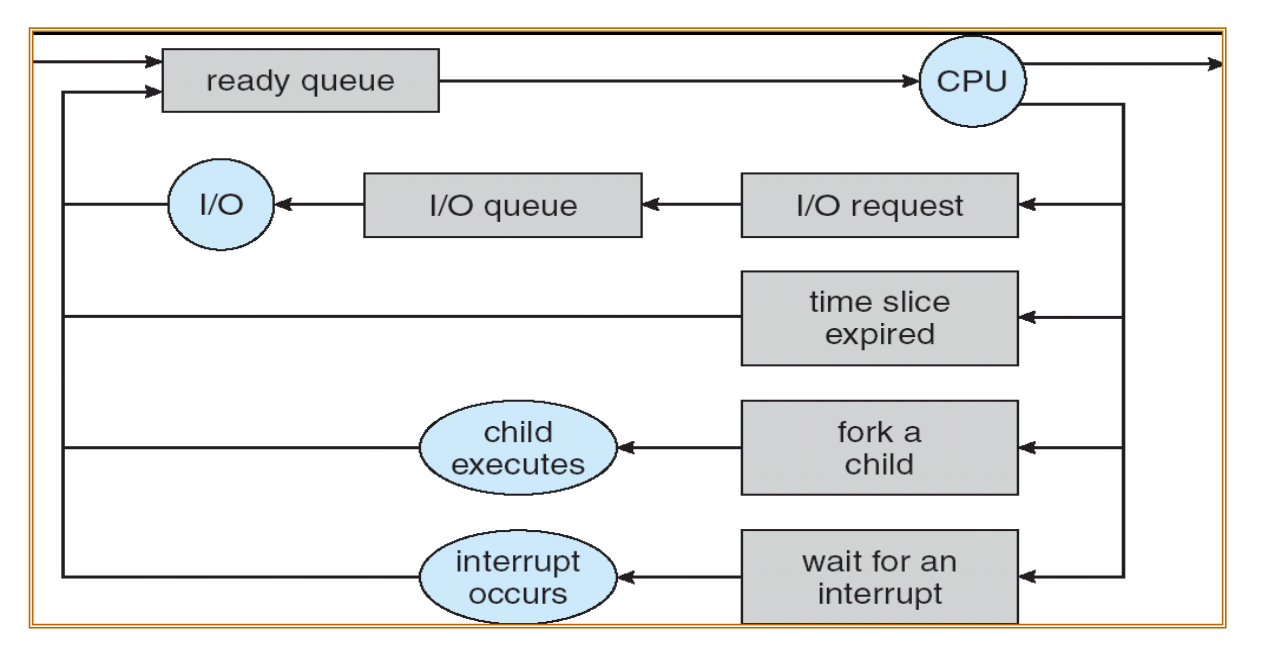 ready queue
CPU
I/O
I/O queue
I/O request
time slice
expired
child
executes
fork a
child
interrupt
occurs
wait for an
interrupt